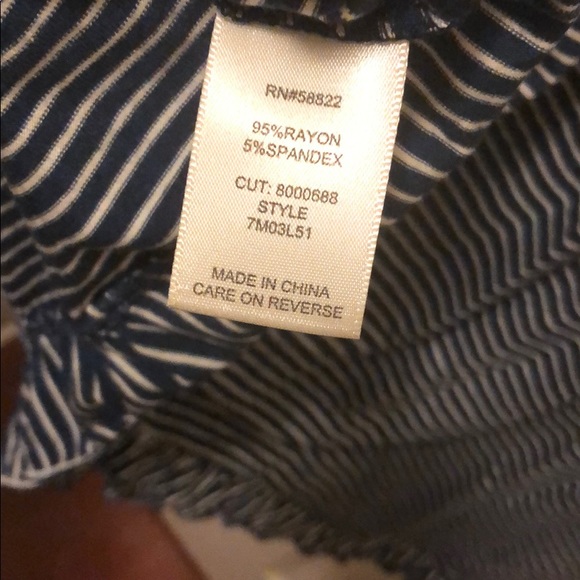 RN#58822
95%RAYON
5%SPANDEX
CUT: 8000688
STYLE
7M03L51
MADE IN CHINA
CARE ON REVERSE